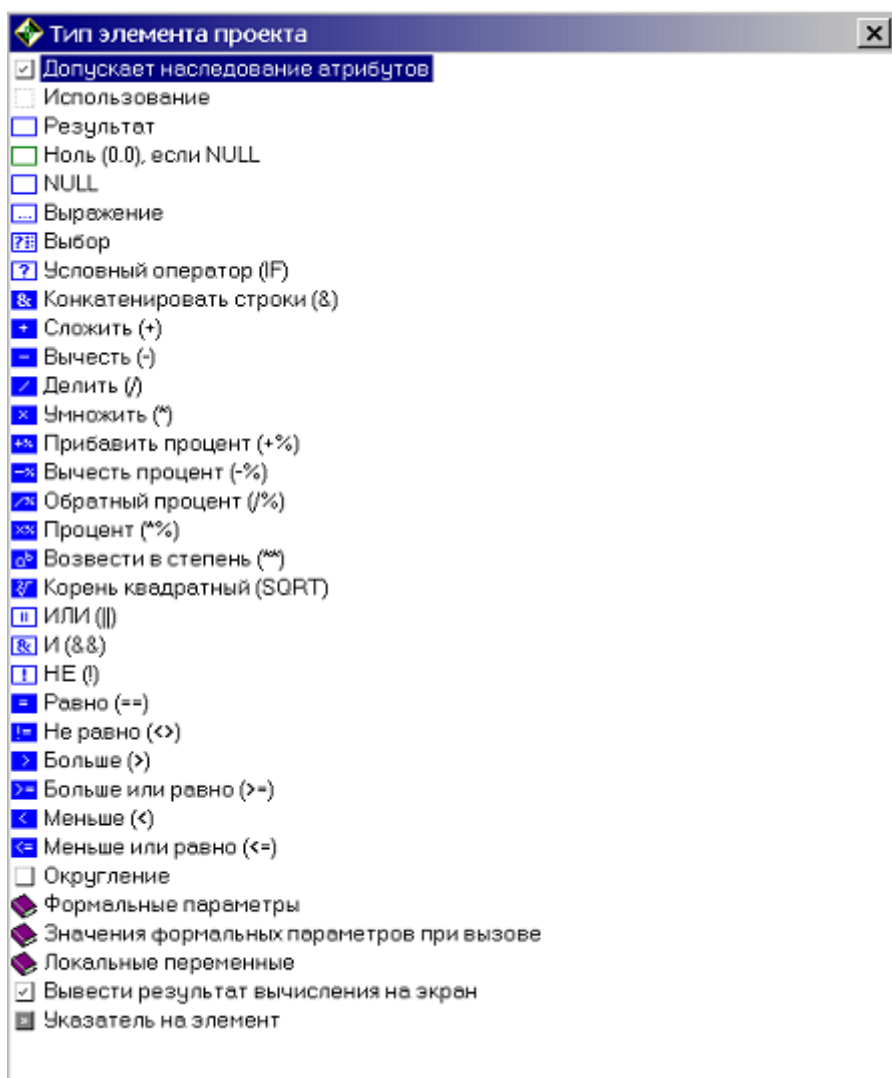 Тип элемента проекта
Допускает наследование атрибутов
Использование
Результат
Ноль (0.0), если NULL
NULL
... Выражение
? Выбор
? Условный оператор (IF)
& Конкатенировать строки (&)
+ Сложить (+)
- Вычесть (-)
/ Делить (/)
× Умножить (*)
+% Прибавить процент (+%)
-% Вычесть процент (-%)
/% Обратный процент (/%)
×% Процент (*%)
a^b Возвести в степень (**)
√ Корень квадратный (SQRT)
|| ИЛИ (||)
& И (&&)
! НЕ (!)
= Равно (==)
!= Не равно (<>)
> Больше (>)
>= Больше или равно (>=)
< Меньше (<)
<= Меньше или равно (<=)
Округление
Формальные параметры
Значения формальных параметров при вызове
Локальные переменные
Вывести результат вычисления на экран
Указатель на элемент